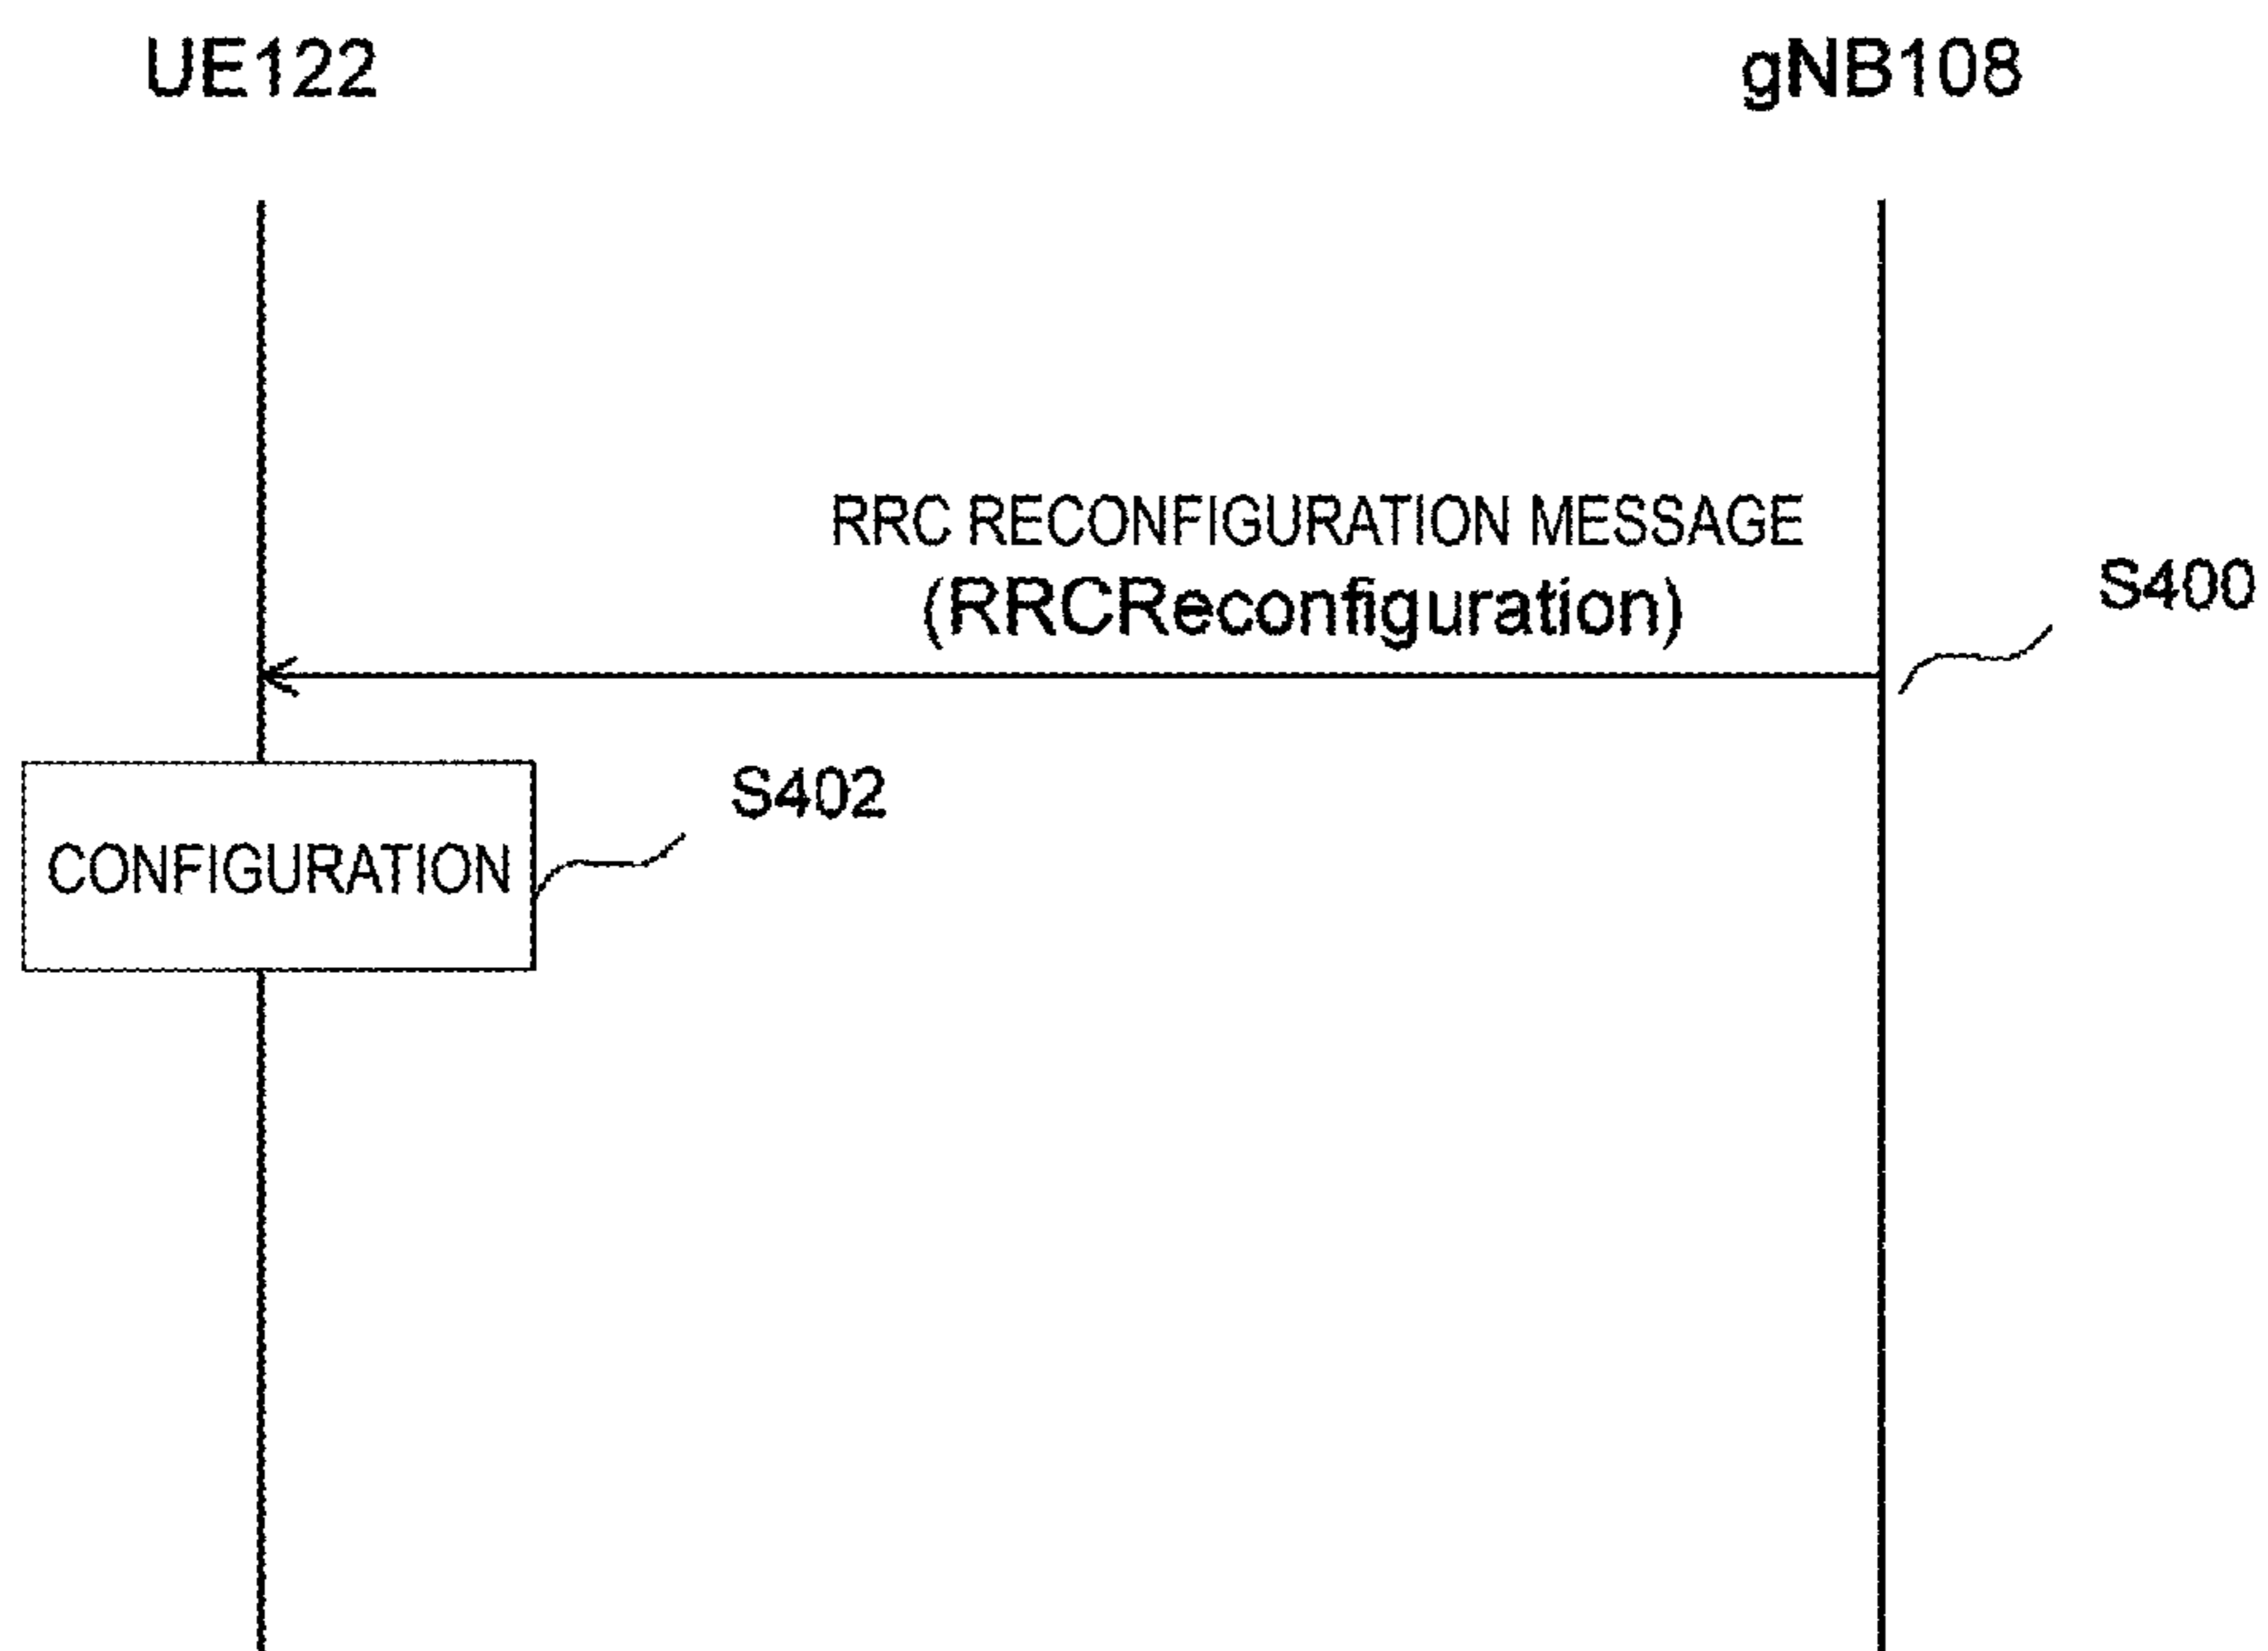 UE122
gNB108
RRC RECONFIGURATION MESSAGE
(RRCReconfiguration)
S400
S402
CONFIGURATION